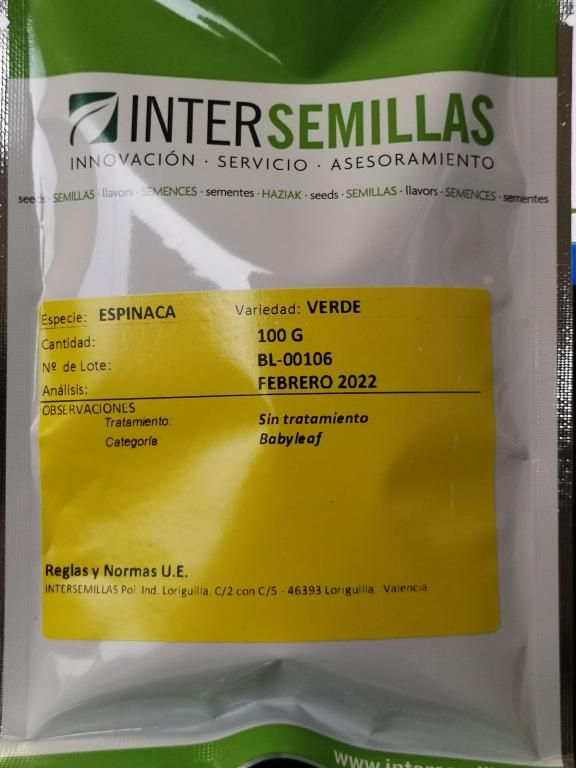 INTERSEMILLAS
INNOVACIÓN · SERVICIO · ASESORAMIENTO
seeds · SEMILLAS · llavors · SEMENCES · sementes · HAZIAK · seeds · SEMILLAS · llavors · SEMENCES · sementes
Especie: ESPINACA Variedad: VERDE
Cantidad: 100 G
Nº de Lote: BL-00106
Análisis: FEBRERO 2022
OBSERVACIONES
Tratamiento: Sin tratamiento
Categoría Babyleaf
Reglas y Normas U.E.
INTERSEMILLAS Pol. Ind. Loriguilla, C/2 con C/5 - 46393 Loriguilla. Valencia